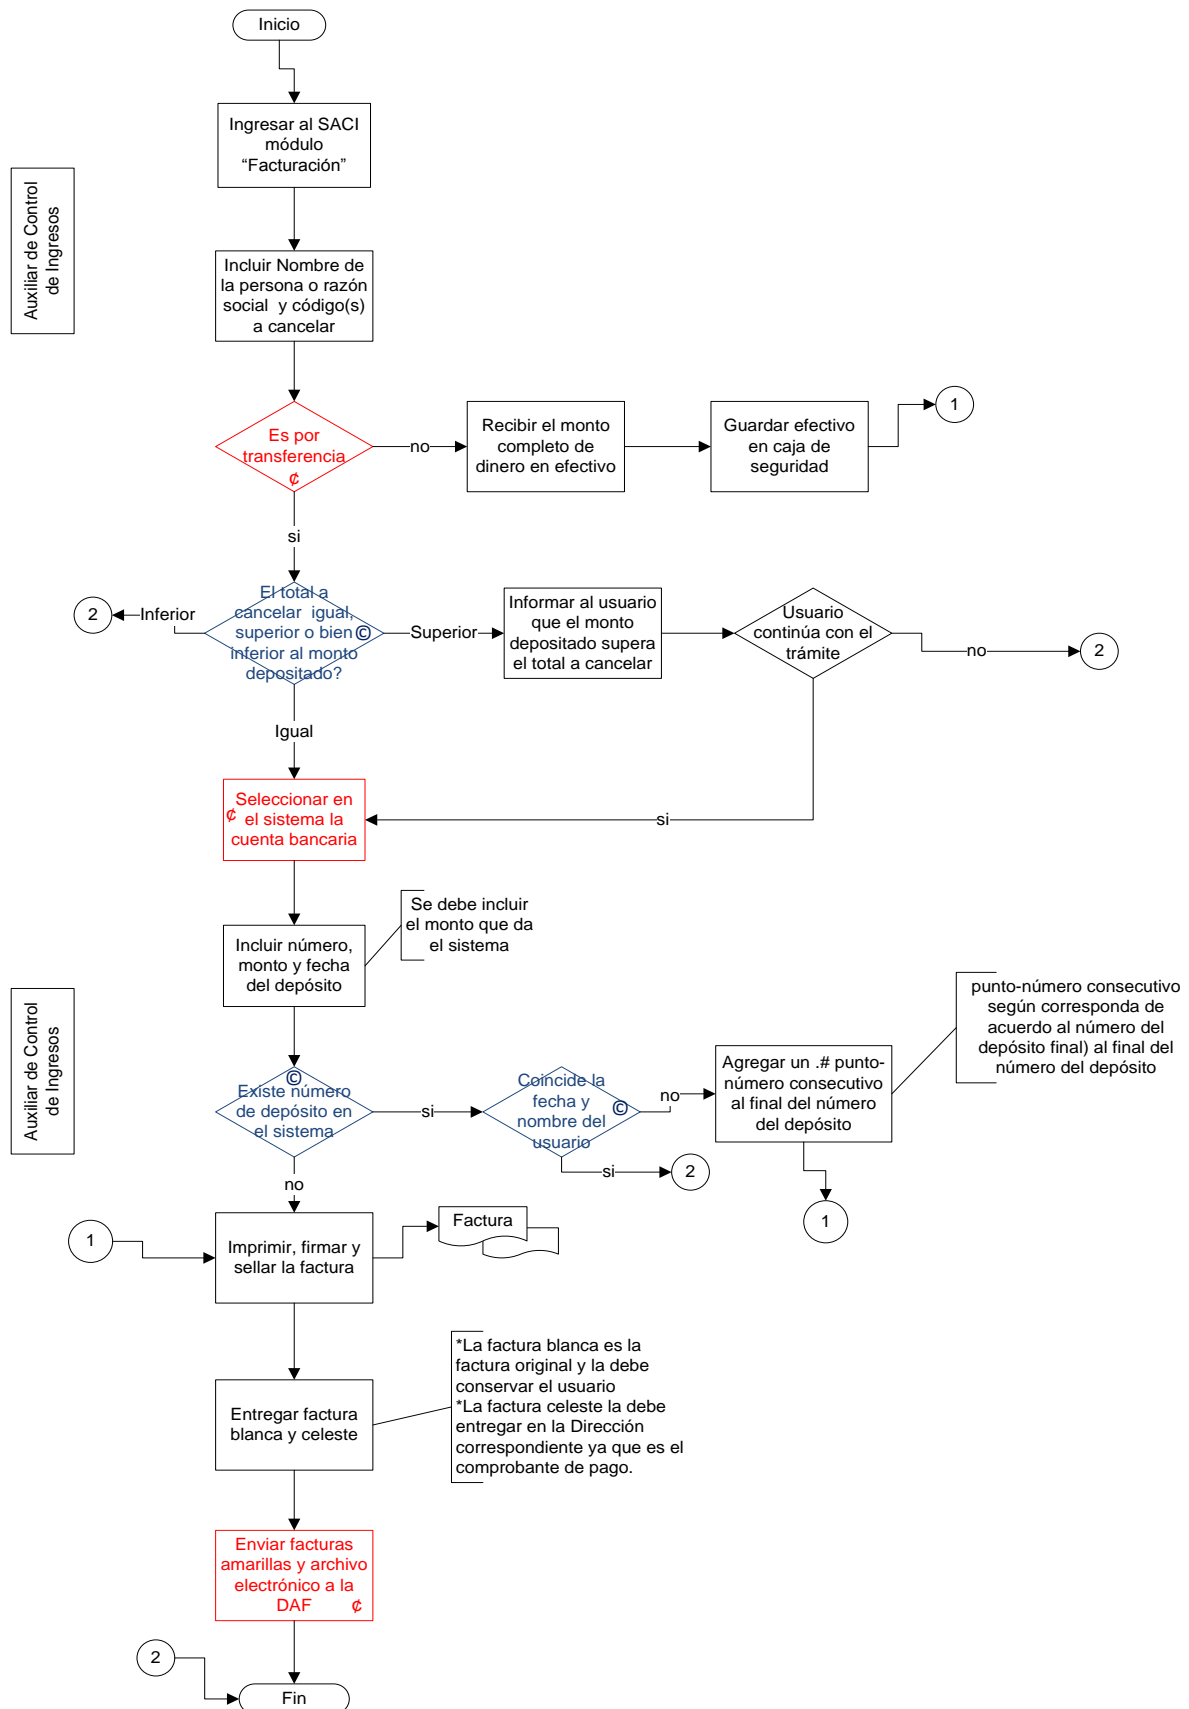 Inicio
Ingresar al SACI
módulo
“Facturación”
Auxiliar de Control
de Ingresos
Incluir Nombre de
la persona o razón
social y código(s)
a cancelar
Es por
transferencia
¢
no
Recibir el monto
completo de
dinero en efectivo
Guardar efectivo
en caja de
seguridad
1
si
2
Inferior
El total a
cancelar igual,
superior o bien
inferior al monto
depositado?
©
Superior
Informar al usuario
que el monto
depositado supera
el total a cancelar
Usuario
continúa con el
trámite
no
2
Igual
Seleccionar en
el sistema la
cuenta bancaria
¢
si
Se debe incluir
el monto que da
el sistema
Incluir número,
monto y fecha
del depósito
Auxiliar de Control
de Ingresos
©
Existe número
de depósito en
el sistema
si
Coincide la
fecha y
nombre del
usuario
©
no
Agregar un .# punto-
número consecutivo
al final del número
del depósito
punto-número consecutivo
según corresponda de
acuerdo al número del
depósito final) al final del
número del depósito
si
2
1
no
1
Imprimir, firmar y
sellar la factura
Factura
Entregar factura
blanca y celeste
*La factura blanca es la
factura original y la debe
conservar el usuario
*La factura celeste la debe
entregar en la Dirección
correspondiente ya que es el
comprobante de pago.
Enviar facturas
amarillas y archivo
electrónico a la
DAF ¢
2
Fin